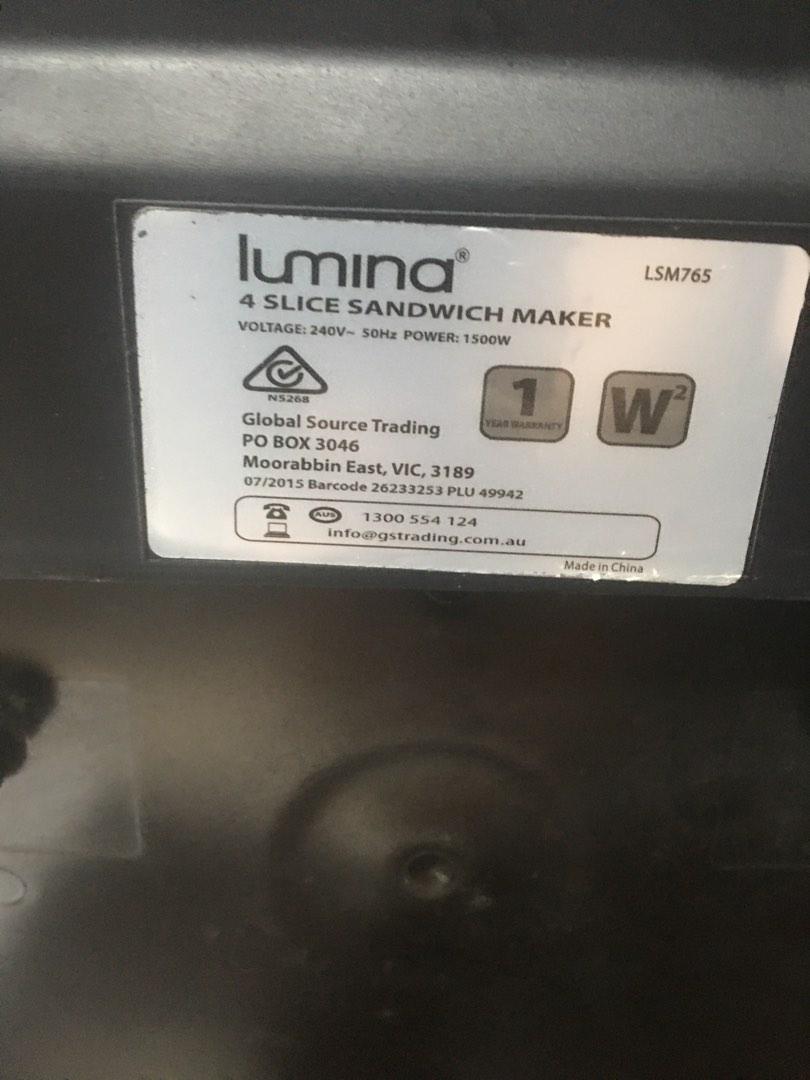 lumina®
LSM765
4 SLICE SANDWICH MAKER
VOLTAGE: 240V~ 50Hz POWER: 1500W
N5268
1
YEAR WARRANTY
W²
Global Source Trading
PO BOX 3046
Moorabbin East, VIC, 3189
07/2015 Barcode 26233253 PLU 49942
AUS 1300 554 124
info@gstrading.com.au
Made in China